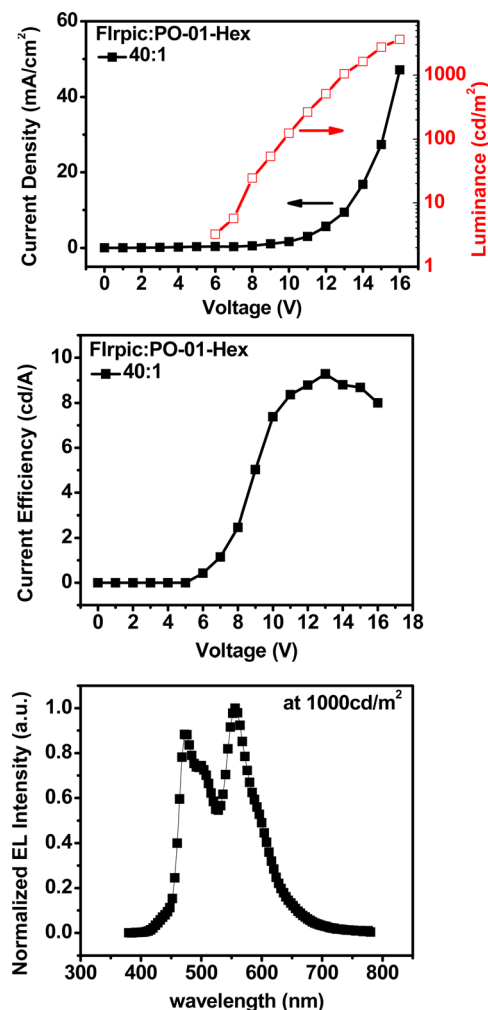 FIrpic:PO-01-Hex
40:1
Current Density (mA/cm²)
60
40
20
0
Luminance (cd/m²)
1000
100
10
1
0 2 4 6 8 10 12 14 16
Voltage (V)
FIrpic:PO-01-Hex
40:1
Current Efficiency (cd/A)
10
8
6
4
2
0
0 2 4 6 8 10 12 14 16 18
Voltage (V)
at 1000cd/m²
Normalized EL Intensity (a.u.)
1.0
0.8
0.6
0.4
0.2
0.0
300 400 500 600 700 800
wavelength (nm)